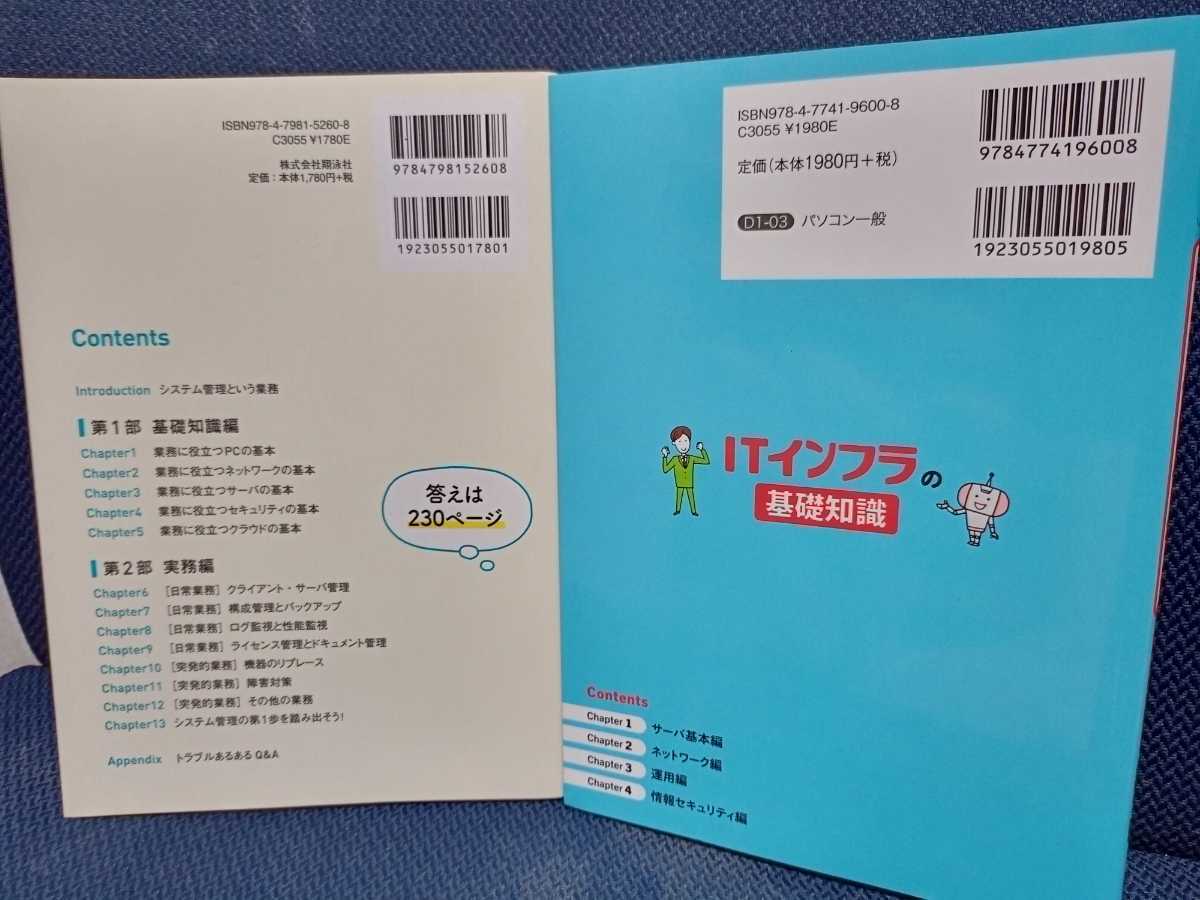 ISBN978-4-7981-5260-8
C3055 ¥1780E
株式会社翔泳社
定価：本体1,780円+税
9784798152608
1923055017801
Contents
Introduction システム管理という業務
第1部 基礎知識編
Chapter1 業務に役立つPCの基本
Chapter2 業務に役立つネットワークの基本
Chapter3 業務に役立つサーバの基本
Chapter4 業務に役立つセキュリティの基本
Chapter5 業務に役立つクラウドの基本
答えは
230ページ
第2部 実務編
Chapter6 [日常業務] クライアント・サーバ管理
Chapter7 [日常業務] 構成管理とバックアップ
Chapter8 [日常業務] ログ監視と性能監視
Chapter9 [日常業務] ライセンス管理とドキュメント管理
Chapter10 [突発的業務] 機器のリプレース
Chapter11 [突発的業務] 障害対策
Chapter12 [突発的業務] その他の業務
Chapter13 システム管理の第1歩を踏み出そう!
Appendix トラブルあるあるQ&A
ISBN978-4-7741-9600-8
C3055 ¥1980E
定価(本体1980円+税)
D1-03 パソコン一般
9784774196008
1923055019805
ITインフラの
基礎知識
Contents
Chapter 1 サーバ基本編
Chapter 2 ネットワーク編
Chapter 3 運用編
Chapter 4 情報セキュリティ編